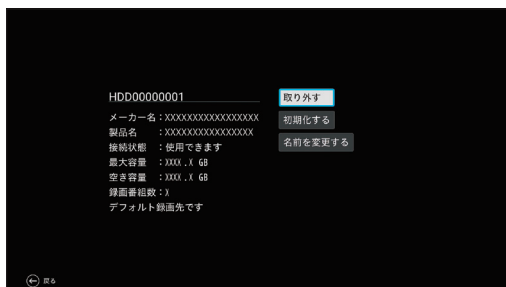 HDD00000001
メーカー名：XXXXXXXXXXXXXXXXX
製品名　：XXXXXXXXXXXXXXXX
接続状態　：使用できます
最大容量　：XXXX.X GB
空き容量　：XXXX.X GB
録画番組数：X
デフォルト録画先です
取り外す
初期化する
名前を変更する
戻る